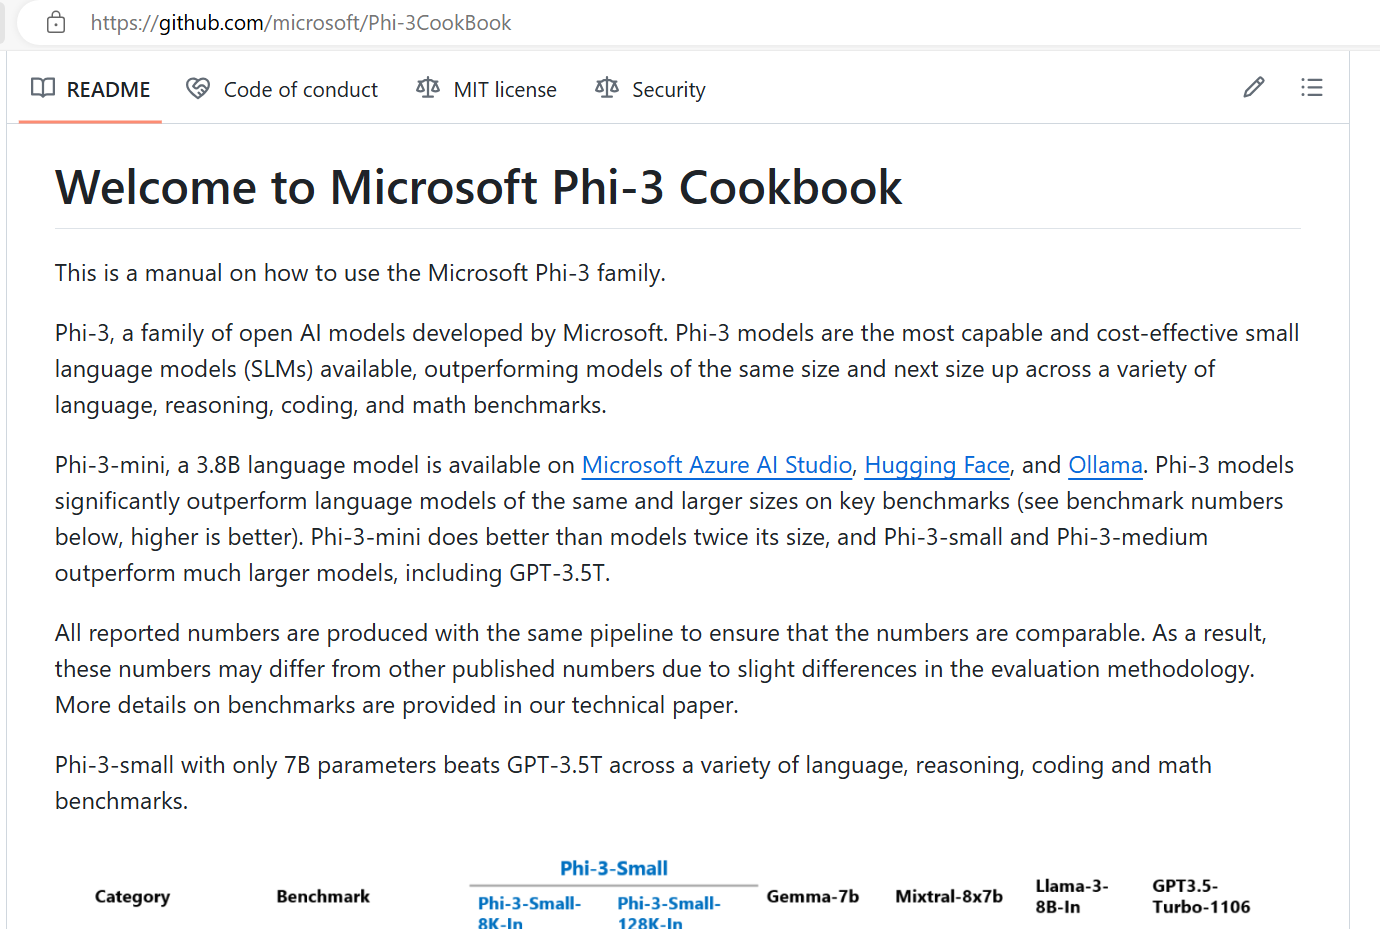 https://github.com/microsoft/Phi-3CookBook
README Code of conduct MIT license Security
Welcome to Microsoft Phi-3 Cookbook
This is a manual on how to use the Microsoft Phi-3 family.
Phi-3, a family of open AI models developed by Microsoft. Phi-3 models are the most capable and cost-effective small
language models (SLMs) available, outperforming models of the same size and next size up across a variety of
language, reasoning, coding, and math benchmarks.
Phi-3-mini, a 3.8B language model is available on Microsoft Azure AI Studio, Hugging Face, and Ollama. Phi-3 models
significantly outperform language models of the same and larger sizes on key benchmarks (see benchmark numbers
below, higher is better). Phi-3-mini does better than models twice its size, and Phi-3-small and Phi-3-medium
outperform much larger models, including GPT-3.5T.
All reported numbers are produced with the same pipeline to ensure that the numbers are comparable. As a result,
these numbers may differ from other published numbers due to slight differences in the evaluation methodology.
More details on benchmarks are provided in our technical paper.
Phi-3-small with only 7B parameters beats GPT-3.5T across a variety of language, reasoning, coding and math
benchmarks.
Phi-3-Small
Category Benchmark Phi-3-Small- Phi-3-Small- Gemma-7b Mixtral-8x7b Llama-3- GPT3.5-
8K-In 128K-In 8B-In Turbo-1106